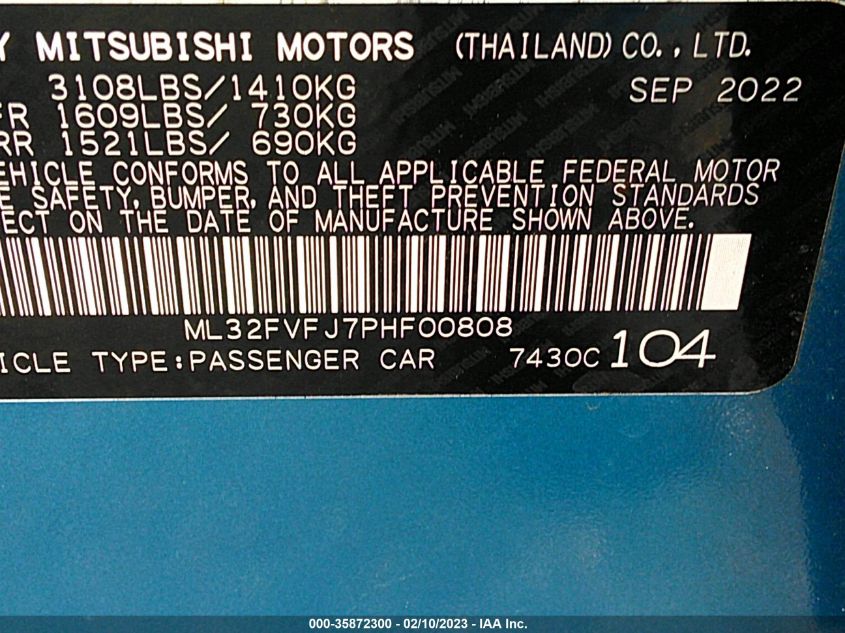 Y MITSUBISHI MOTORS (THAILAND) CO., LTD.
3108LBS/1410KG SEP 2022
FR 1609LBS/ 730KG
RR 1521LBS/ 690KG
EHICLE CONFORMS TO ALL APPLICABLE FEDERAL MOTOR
E SAFETY, BUMPER, AND THEFT PREVENTION STANDARDS
ECT ON THE DATE OF MANUFACTURE SHOWN ABOVE.
ML32FVFJ7PHF00808
ICLE TYPE:PASSENGER CAR 7430C 104
000-35872300 - 02/10/2023 - IAA Inc.